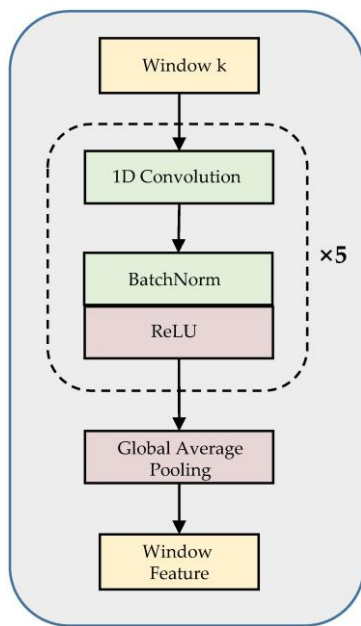 Window k
1D Convolution
×5
BatchNorm
ReLU
Global Average
Pooling
Window
Feature